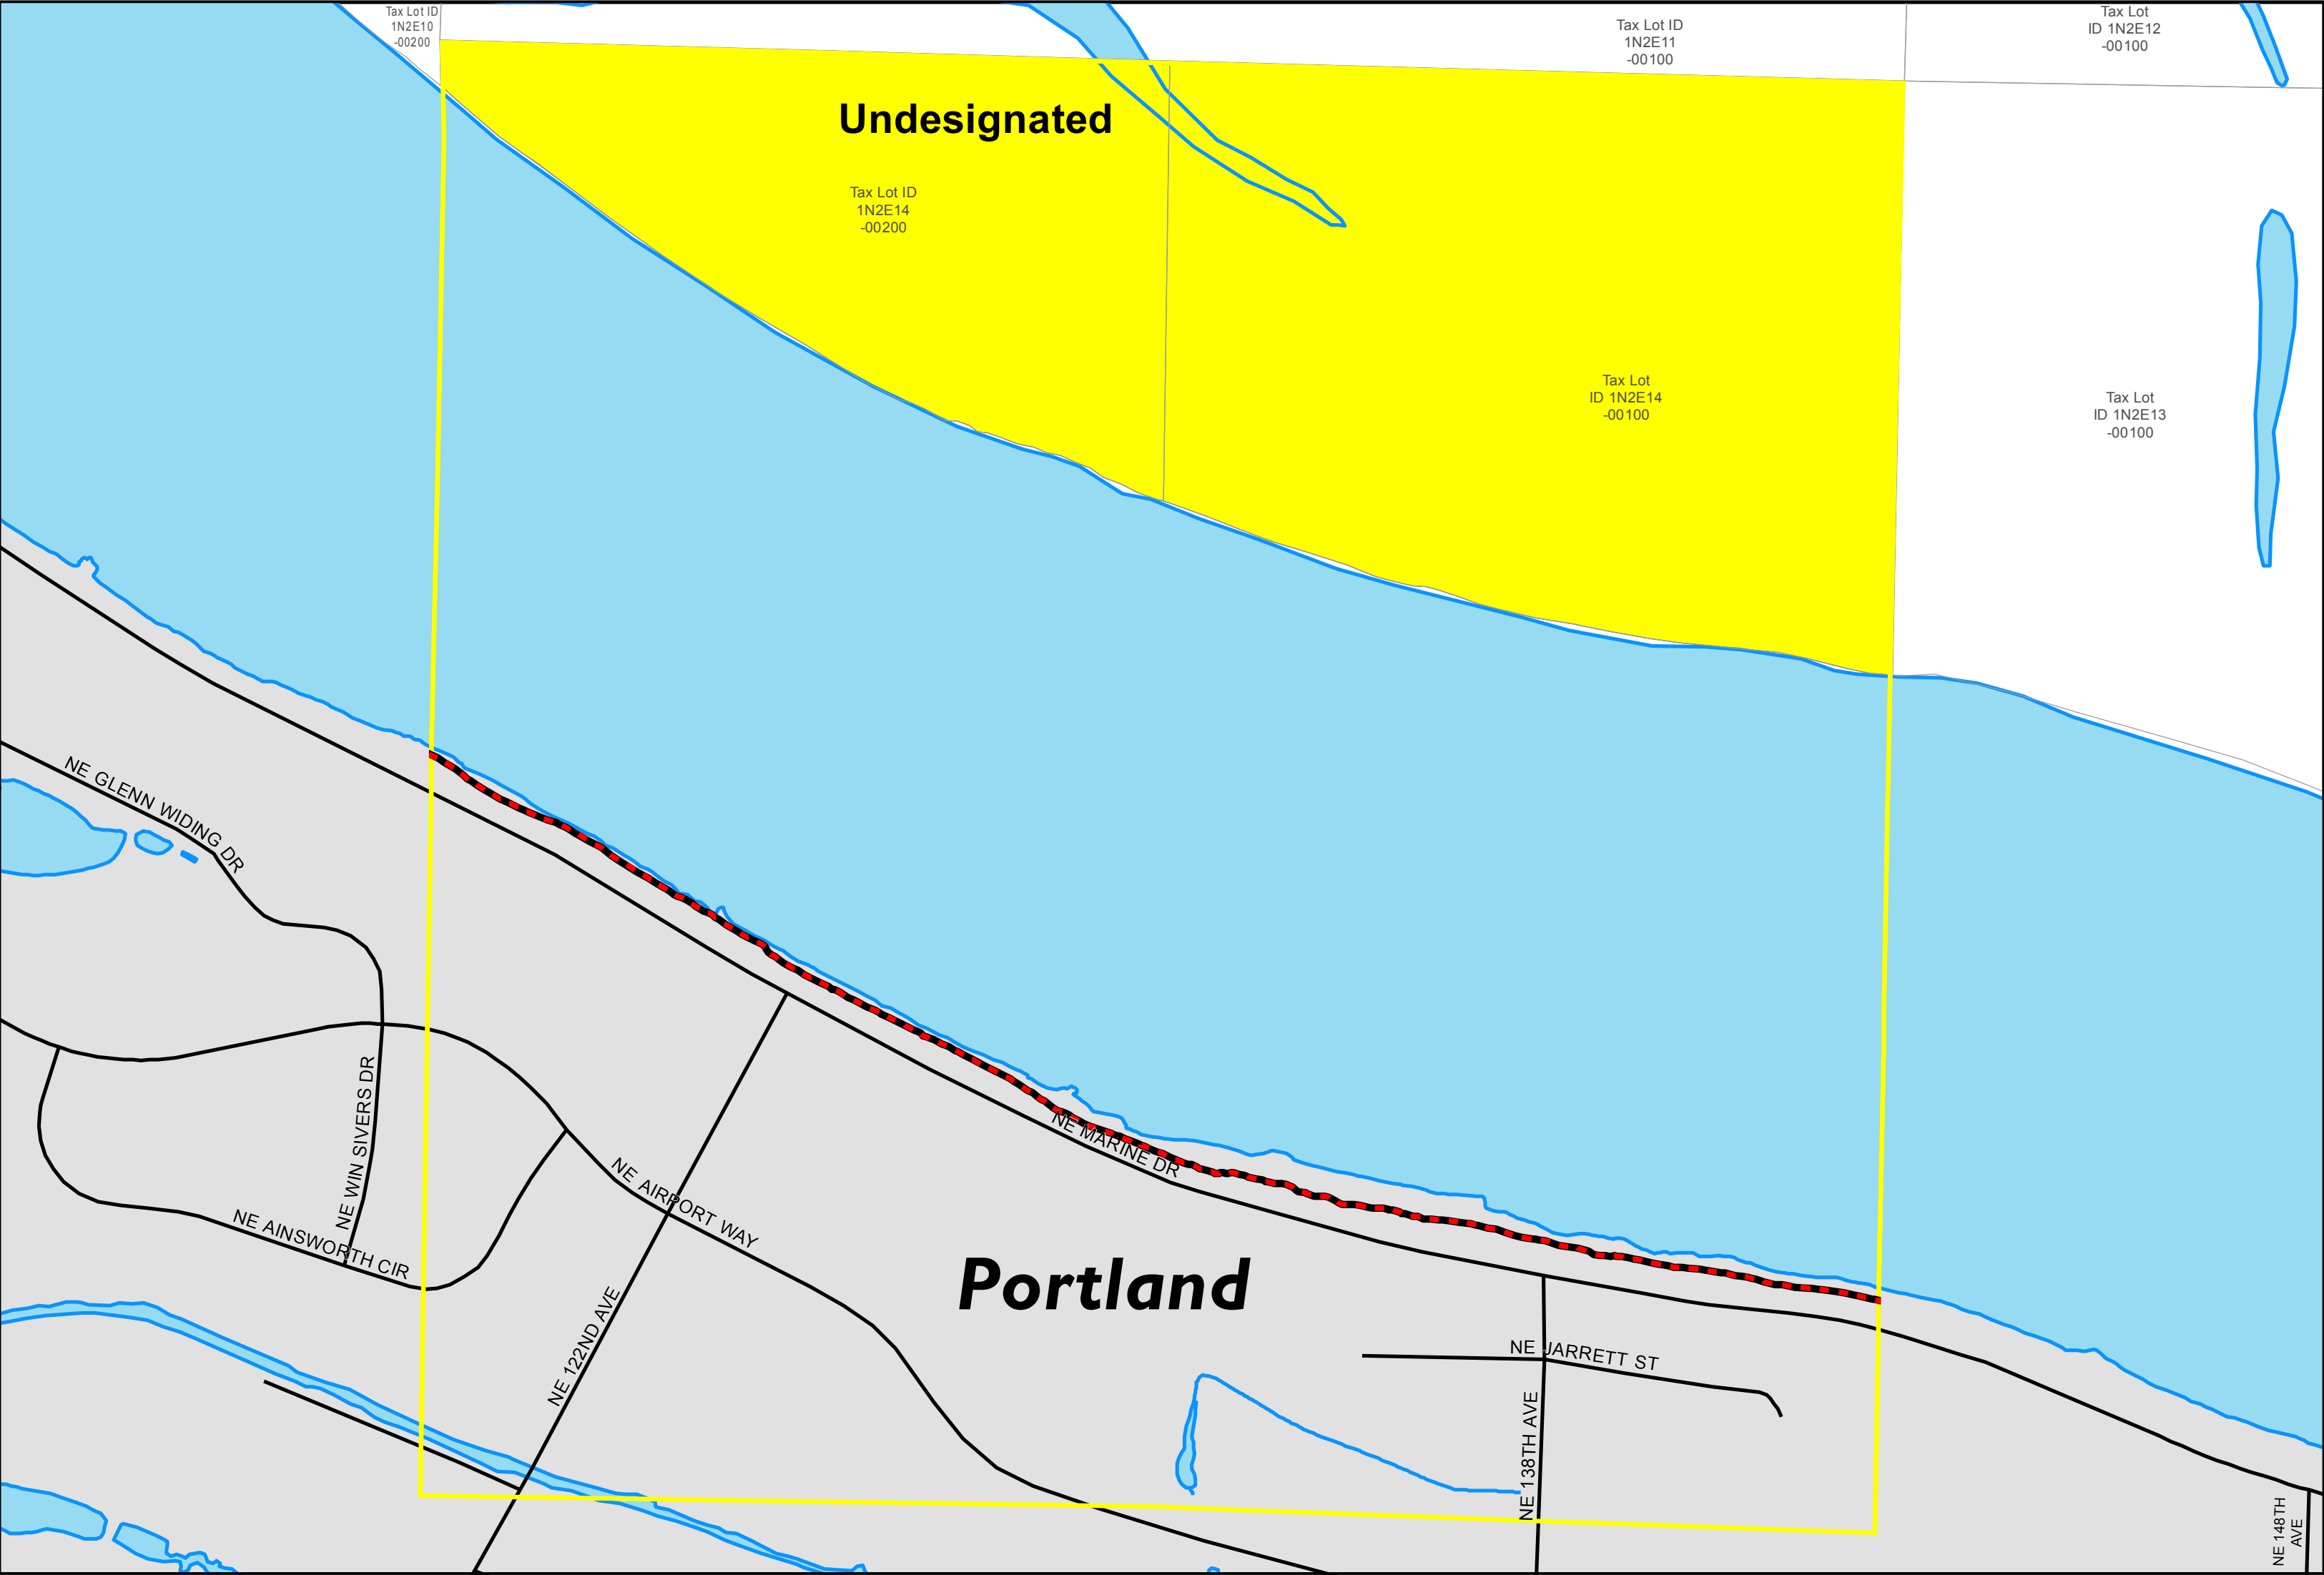 Tax Lot ID
1N2E10
-00200
Tax Lot ID
1N2E11
-00100
Tax Lot
ID 1N2E12
-00100
Undesignated
Tax Lot ID
1N2E14
-00200
Tax Lot
ID 1N2E14
-00100
Tax Lot
ID 1N2E13
-00100
NE GLENN WIDING DR
NE WIN SIVERS DR
NE AINSWORTH CIR
NE AIRPORT WAY
NE MARINE DR
NE 122ND AVE
Portland
NE JARRETT ST
NE 138TH AVE
NE 148TH
AVE